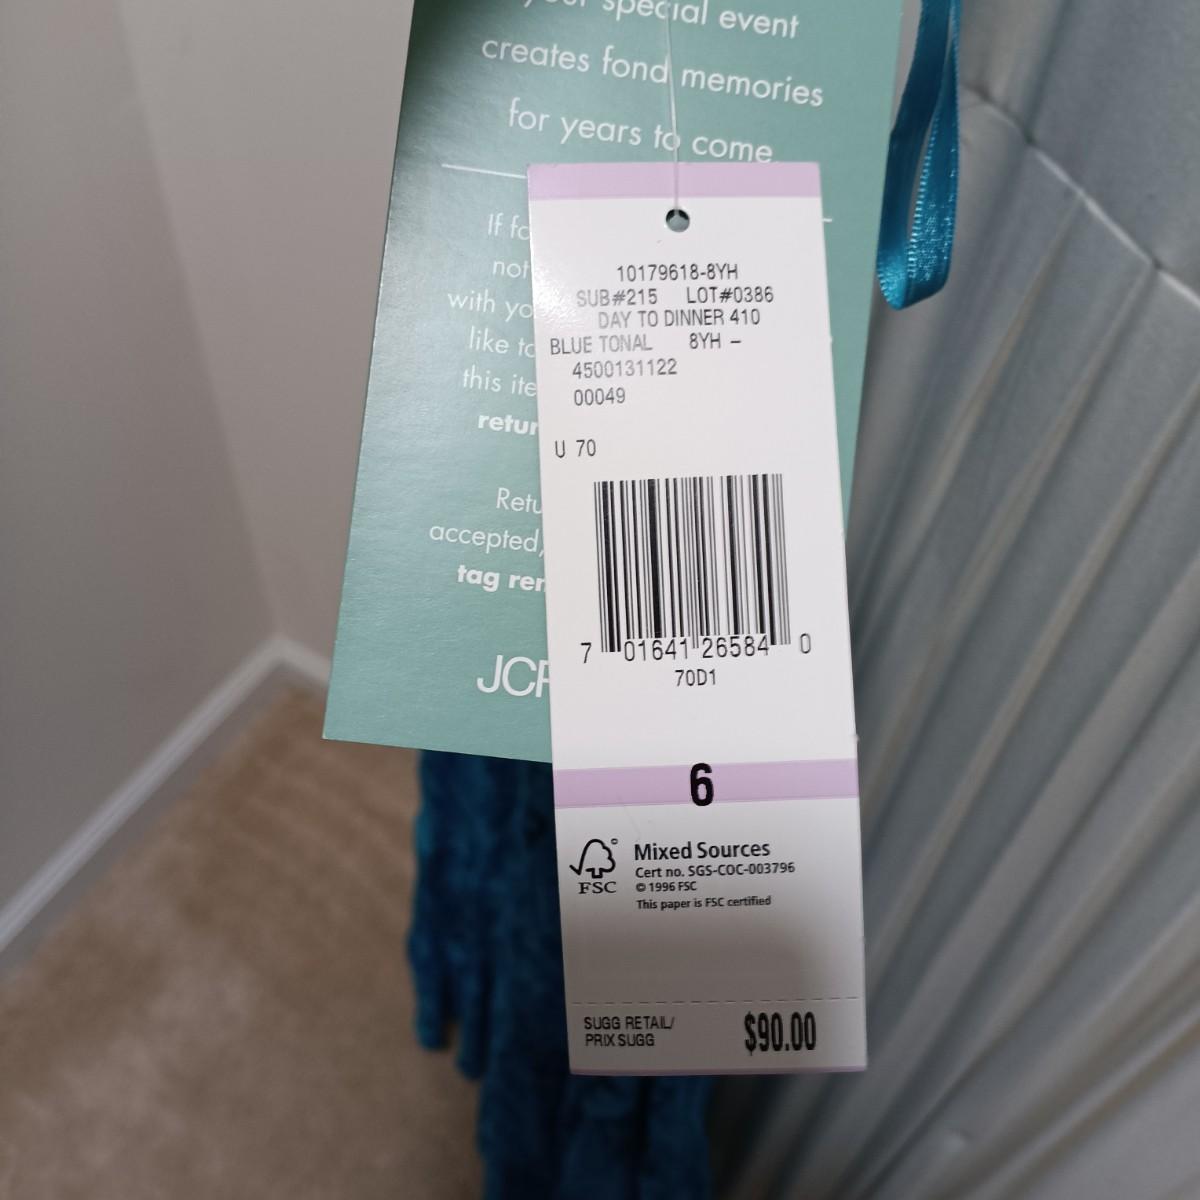 your special event
creates fond memories
for years to come.
If fo
not
with yo
like to
this ite
retur
Retu
accepted,
tag rem
JCP
10179618-8YH
SUB#215 LOT#0386
DAY TO DINNER 410
BLUE TONAL 8YH –
4500131122
00049
U 70
7 01641 26584 0
70D1
6
FSC
©
Mixed Sources
Cert no. SGS-COC-003796
© 1996 FSC
This paper is FSC certified
SUGG RETAIL/
PRIX SUGG
$90.00